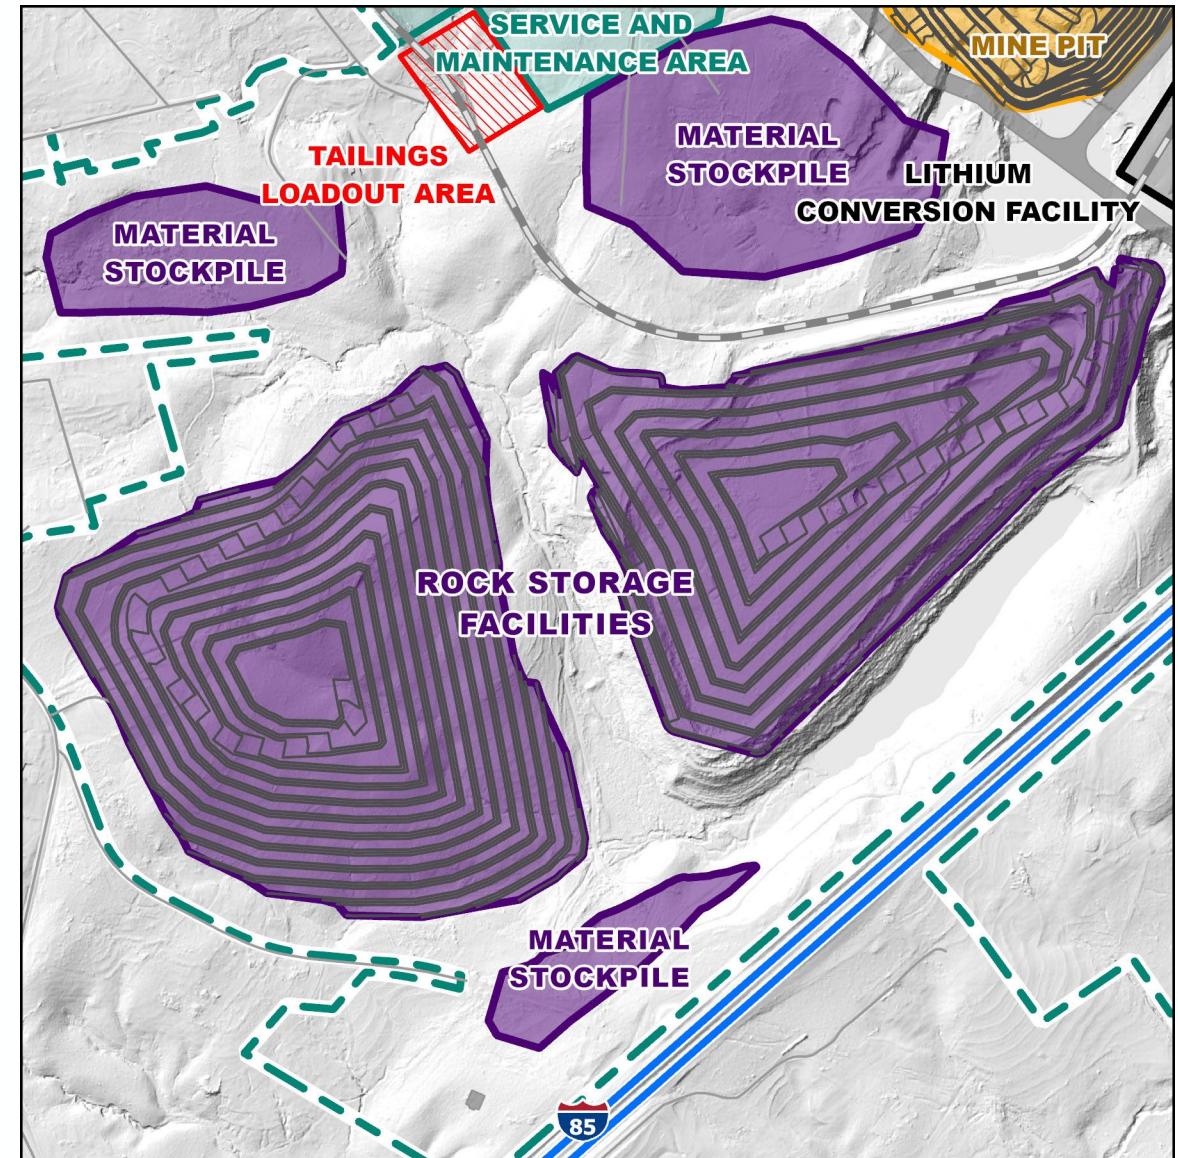 SERVICE AND
MAINTENANCE AREA
MINE PIT
MATERIAL
STOCKPILE
TAILINGS
LOADOUT AREA
LITHIUM
CONVERSION FACILITY
MATERIAL
STOCKPILE
ROCK STORAGE
FACILITIES
MATERIAL
STOCKPILE
85